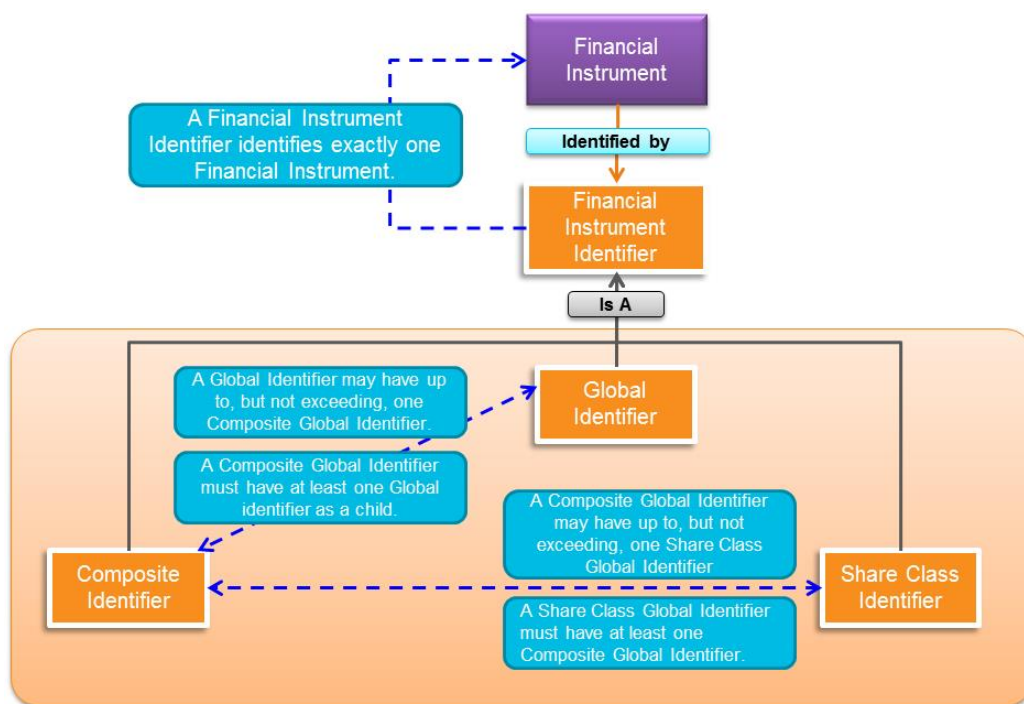 Financial
Instrument
A Financial Instrument
Identifier identifies exactly one
Financial Instrument.
Identified by
Financial
Instrument
Identifier
Is A
A Global Identifier may have up
to, but not exceeding, one
Composite Global Identifier.
Global
Identifier
A Composite Global Identifier
must have at least one Global
identifier as a child.
A Composite Global Identifier
may have up to, but not
exceeding, one Share Class
Global Identifier
Composite
Identifier
Share Class
Identifier
A Share Class Global Identifier
must have at least one
Composite Global Identifier.